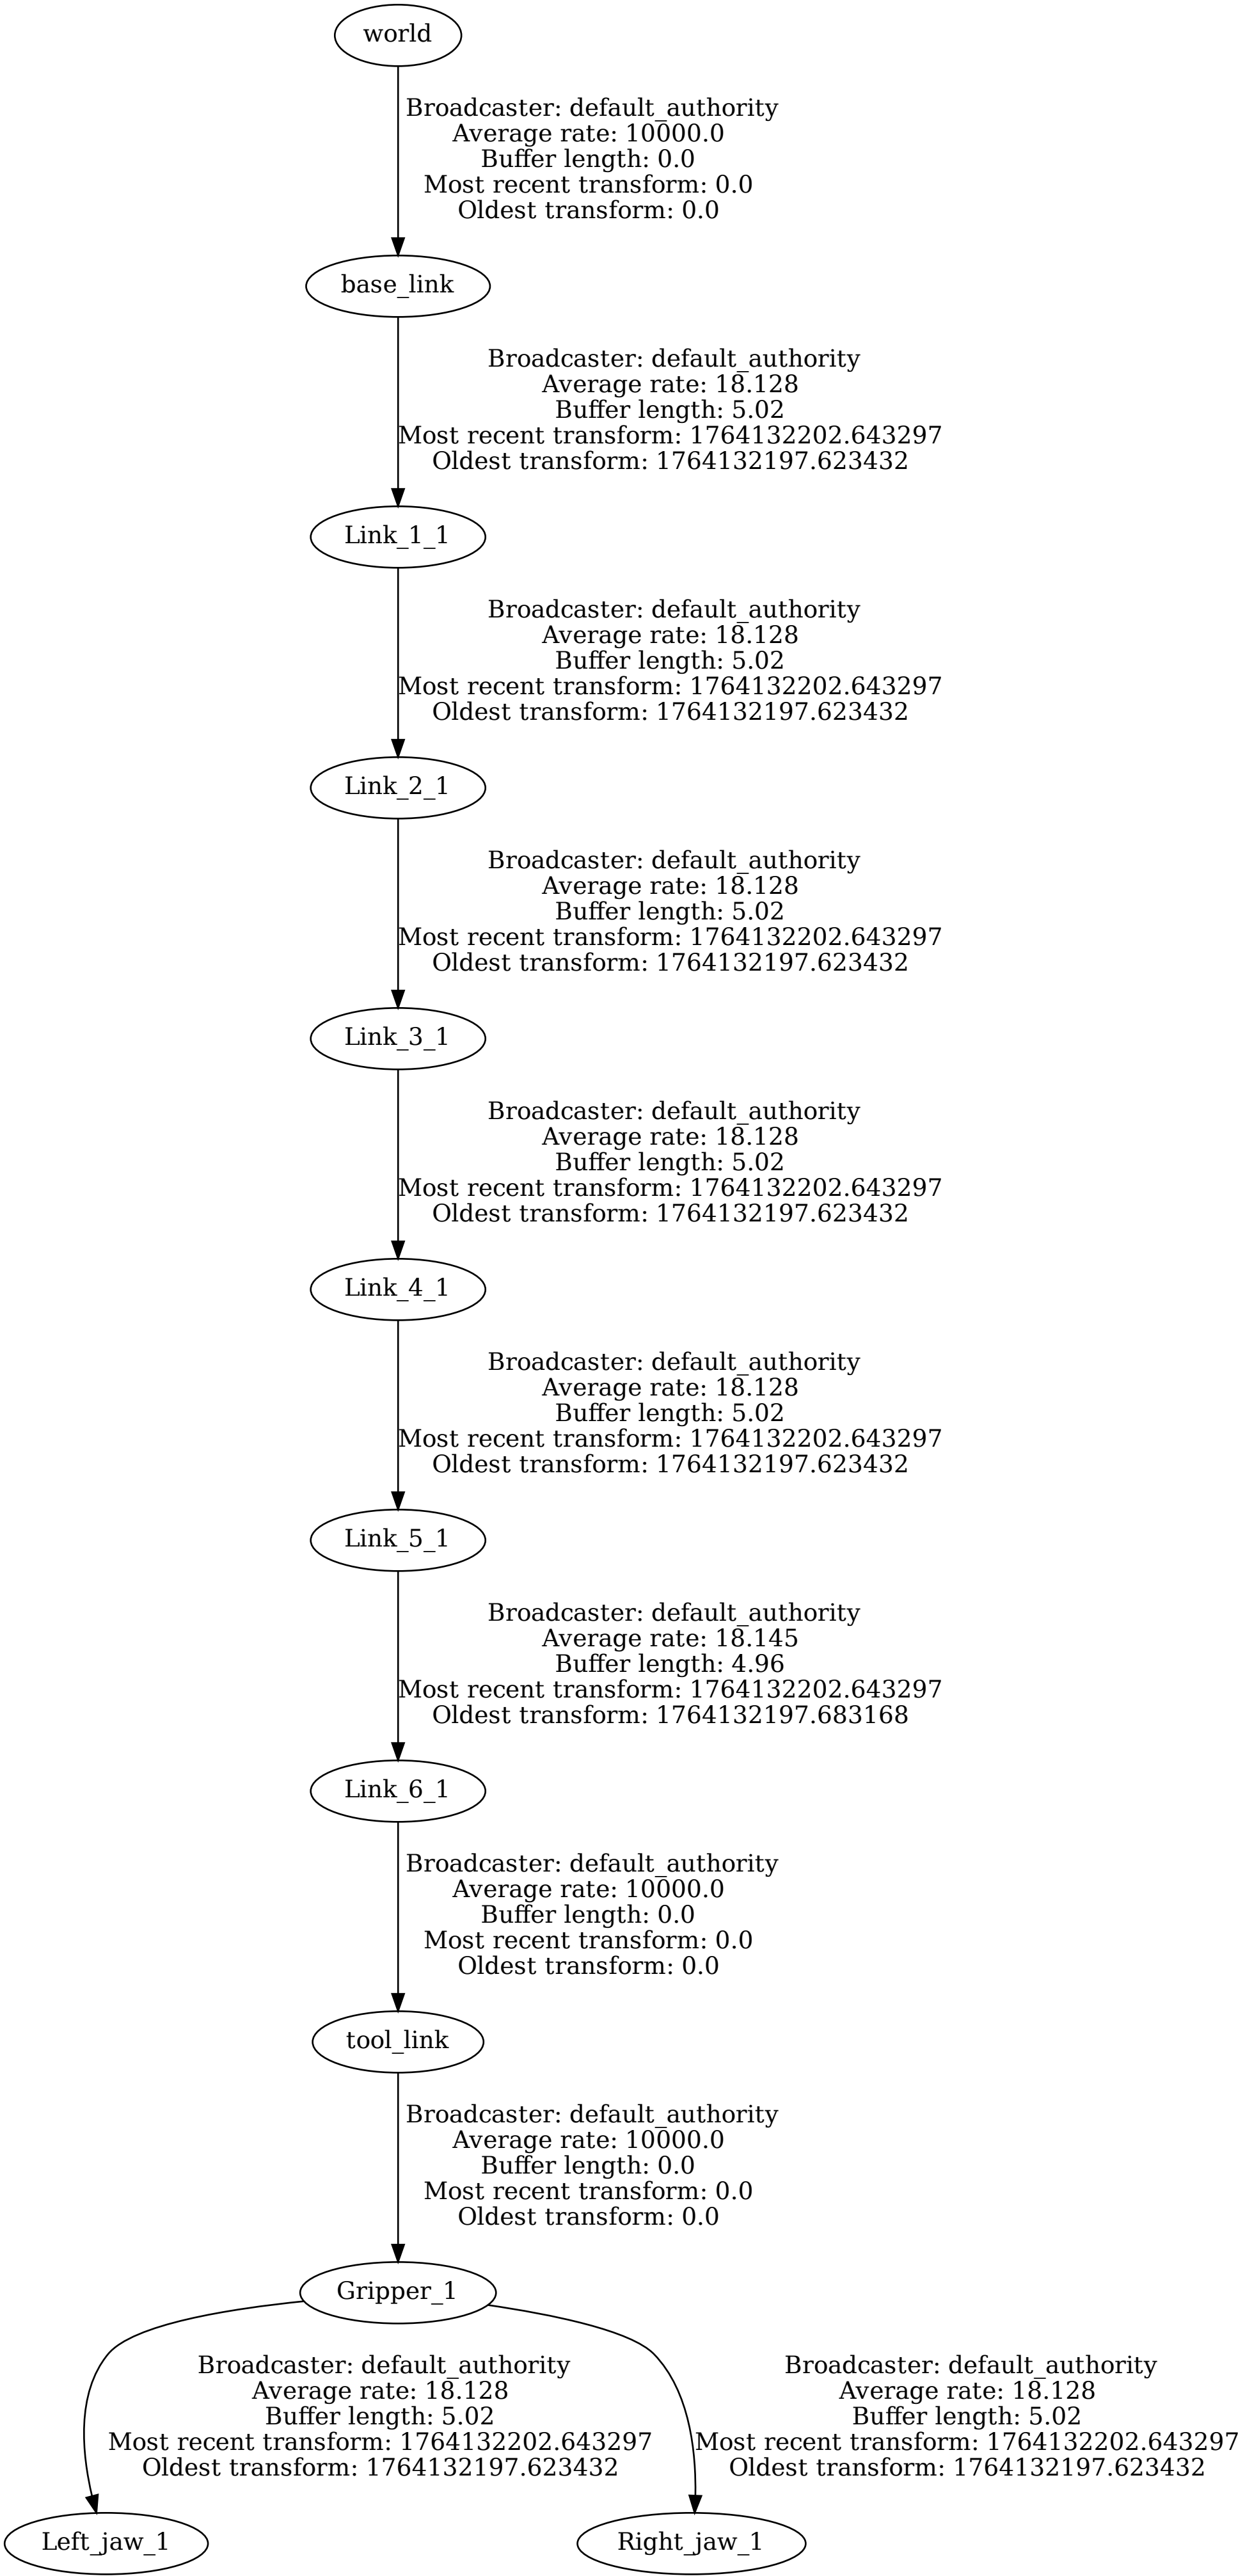 world
Broadcaster: default_authority
Average rate: 10000.0
Buffer length: 0.0
Most recent transform: 0.0
Oldest transform: 0.0
base_link
Broadcaster: default_authority
Average rate: 18.128
Buffer length: 5.02
Most recent transform: 1764132202.643297
Oldest transform: 1764132197.623432
Link_1_1
Broadcaster: default_authority
Average rate: 18.128
Buffer length: 5.02
Most recent transform: 1764132202.643297
Oldest transform: 1764132197.623432
Link_2_1
Broadcaster: default_authority
Average rate: 18.128
Buffer length: 5.02
Most recent transform: 1764132202.643297
Oldest transform: 1764132197.623432
Link_3_1
Broadcaster: default_authority
Average rate: 18.128
Buffer length: 5.02
Most recent transform: 1764132202.643297
Oldest transform: 1764132197.623432
Link_4_1
Broadcaster: default_authority
Average rate: 18.128
Buffer length: 5.02
Most recent transform: 1764132202.643297
Oldest transform: 1764132197.623432
Link_5_1
Broadcaster: default_authority
Average rate: 18.145
Buffer length: 4.96
Most recent transform: 1764132202.643297
Oldest transform: 1764132197.683168
Link_6_1
Broadcaster: default_authority
Average rate: 10000.0
Buffer length: 0.0
Most recent transform: 0.0
Oldest transform: 0.0
tool_link
Broadcaster: default_authority
Average rate: 10000.0
Buffer length: 0.0
Most recent transform: 0.0
Oldest transform: 0.0
Gripper_1
Broadcaster: default_authority
Average rate: 18.128
Buffer length: 5.02
Most recent transform: 1764132202.643297
Oldest transform: 1764132197.623432
Broadcaster: default_authority
Average rate: 18.128
Buffer length: 5.02
Most recent transform: 1764132202.643297
Oldest transform: 1764132197.623432
Left_jaw_1
Right_jaw_1